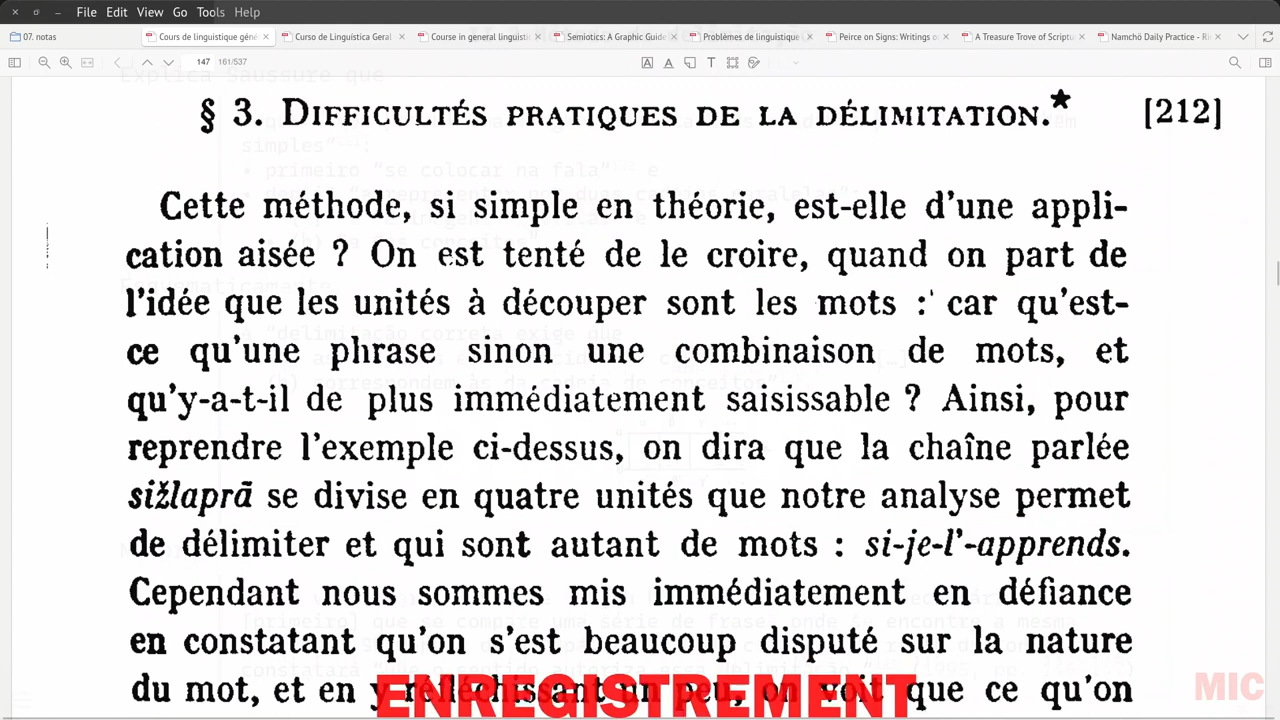 File Edit View Go Tools Help
07. notas Cours de linguistique géné Curso de Linguística Geral Course in general linguistic Semiotics: A Graphic Guide Problèmes de linguistique Peirce on Signs: Writings o A Treasure Trove of Scriptu Namchö Daily Practice - Ri
147 161/537
§ 3. DIFFICULTÉS PRATIQUES DE LA DÉLIMITATION.* [212]
Cette méthode, si simple en théorie, est-elle d'une appli-
cation aisée ? On est tenté de le croire, quand on part de
l'idée que les unités à découper sont les mots : car qu'est-
ce qu'une phrase sinon une combinaison de mots, et
qu'y-a-t-il de plus immédiatement saisissable ? Ainsi, pour
reprendre l'exemple ci-dessus, on dira que la chaîne parlée
sižlaprā se divise en quatre unités que notre analyse permet
de délimiter et qui sont autant de mots : si-je-l'-apprends.
Cependant nous sommes mis immédiatement en défiance
en constatant qu'on s'est beaucoup disputé sur la nature
du mot, et en y réfléchissant un peu, on voit que ce qu'on
ENREGISTREMENT
MIC